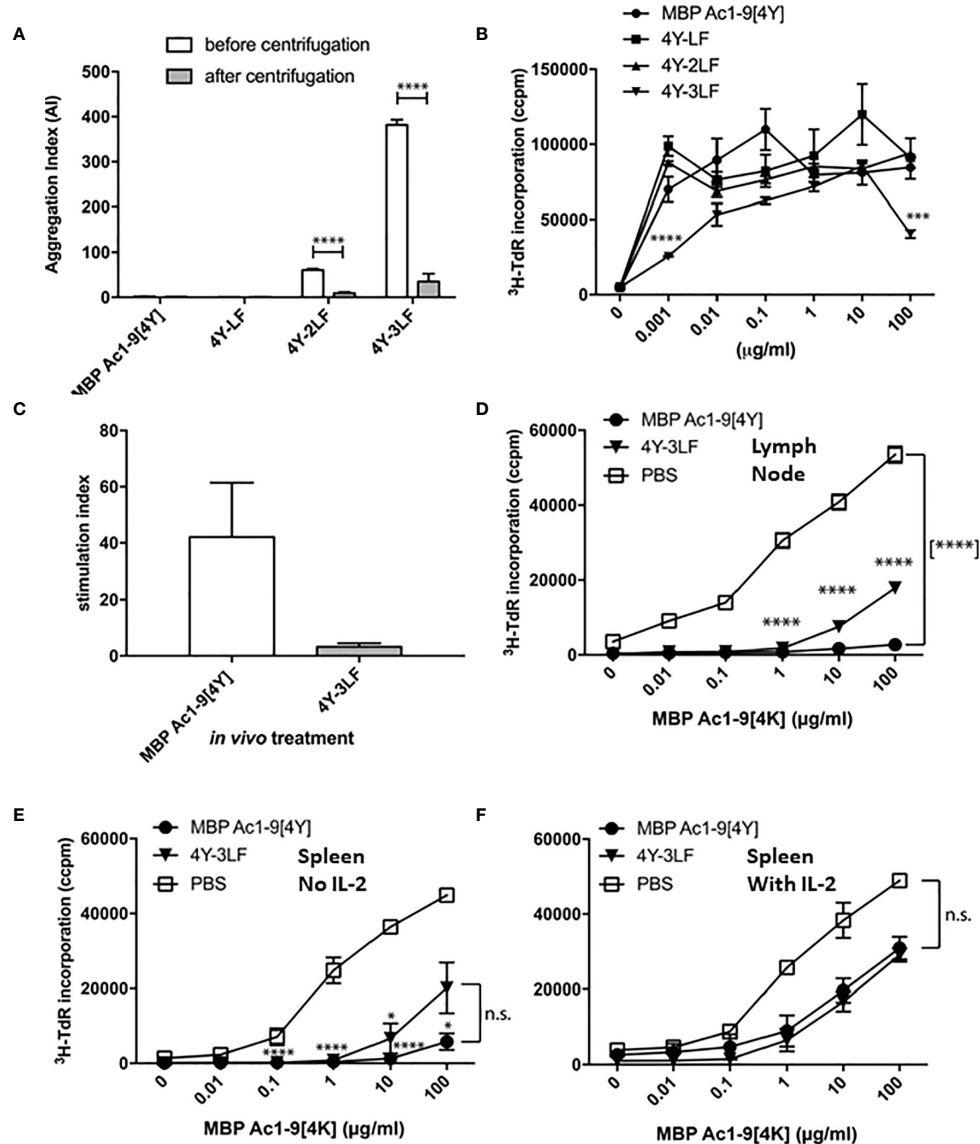 A
before centrifugation
after centrifugation
Aggregation Index (AI)
500
400
300
200
100
0
****
****
MBP Ac1-9[4Y]
4Y-LF
4Y-2LF
4Y-3LF
B
MBP Ac1-9[4Y]
4Y-LF
4Y-2LF
4Y-3LF
³H-TdR incorporation (ccpm)
150000
100000
50000
0
****
***
0
0.001
0.01
0.1
1
10
100
(μg/ml)
C
stimulation index
80
60
40
20
0
MBP Ac1-9[4Y]
4Y-3LF
in vivo treatment
D
MBP Ac1-9[4Y]
4Y-3LF
PBS
Lymph
Node
³H-TdR incorporation (ccpm)
60000
40000
20000
0
****
****
****
[****]
0
0.01
0.1
1
10
100
MBP Ac1-9[4K] (μg/ml)
E
MBP Ac1-9[4Y]
4Y-3LF
PBS
Spleen
No IL-2
³H-TdR incorporation (ccpm)
60000
40000
20000
0
****
****
*
****
*
n.s.
0
0.01
0.1
1
10
100
MBP Ac1-9[4K] (μg/ml)
F
MBP Ac1-9[4Y]
4Y-3LF
PBS
Spleen
With IL-2
³H-TdR incorporation (ccpm)
60000
40000
20000
0
n.s.
0
0.01
0.1
1
10
100
MBP Ac1-9[4K] (μg/ml)